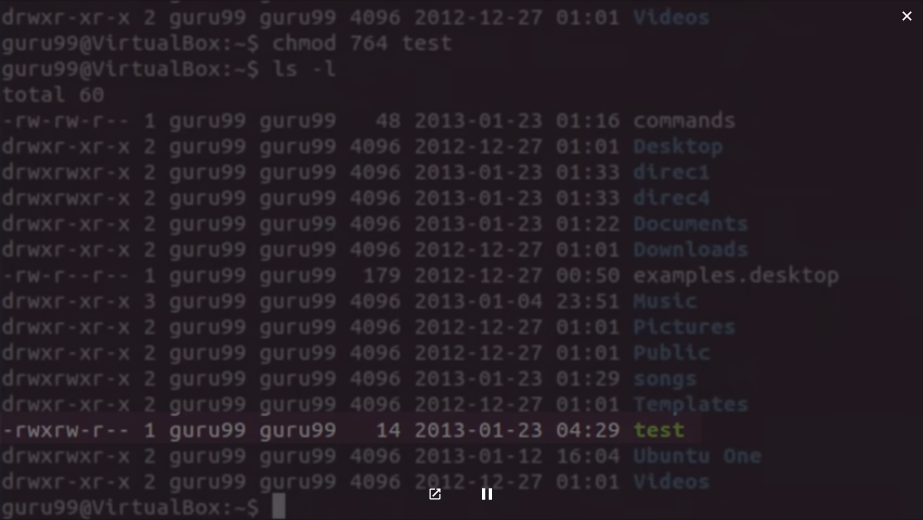 drwxr-xr-x 2 guru99 guru99 4096 2012-12-27 01:01 Videos
guru99@VirtualBox:~$ chmod 764 test
guru99@VirtualBox:~$ ls -l
total 60
-rw-rw-r-- 1 guru99 guru99   48 2013-01-23 01:16 commands
drwxr-xr-x 2 guru99 guru99 4096 2012-12-27 01:01 Desktop
drwxrwxr-x 2 guru99 guru99 4096 2013-01-23 01:33 direc1
drwxrwxr-x 2 guru99 guru99 4096 2013-01-23 01:33 direc4
drwxr-xr-x 2 guru99 guru99 4096 2013-01-23 01:22 Documents
drwxr-xr-x 2 guru99 guru99 4096 2012-12-27 01:01 Downloads
-rw-r--r-- 1 guru99 guru99  179 2012-12-27 00:50 examples.desktop
drwxr-xr-x 3 guru99 guru99 4096 2013-01-04 23:51 Music
drwxr-xr-x 2 guru99 guru99 4096 2012-12-27 01:01 Pictures
drwxr-xr-x 2 guru99 guru99 4096 2012-12-27 01:01 Public
drwxrwxr-x 2 guru99 guru99 4096 2013-01-23 01:29 songs
drwxr-xr-x 2 guru99 guru99 4096 2012-12-27 01:01 Templates
-rwxrw-r-- 1 guru99 guru99   14 2013-01-23 04:29 test
drwxrwxr-x 2 guru99 guru99 4096 2013-01-12 16:04 Ubuntu One
drwxr-xr-x 2 guru99 guru99 4096 2012-12-27 01:01 Videos
guru99@VirtualBox:~$